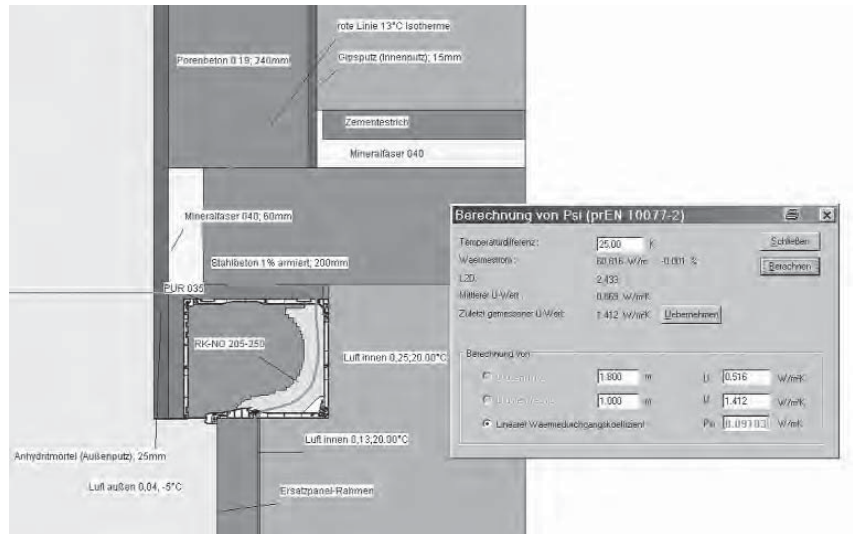 rote Linie 13°C Isotherme
Porenbeton 0.19; 240mm
Gipsputz (Innenputz); 15mm
Zementestrich
Mineralfaser 040
Mineralfaser 040; 60mm
Stahlbeton 1% armiert; 200mm
PUR 035
RK-NO 205-250
Luft innen 0,25;20.00°C
Luft innen 0,13;20.00°C
Anhydritmörtel (Außenputz); 25mm
Luft außen 0,04, -5°C
Ersatzpanel-Rahmen
Berechnung von Psi (prEN 10077-2)
Temperaturdifferenz: 25,00 K Schließen
Waermestrom: 60.816 W/m -0.001 % Berechnen
L2D: 2.433
Mittlerer U-Wert 0.869 W/m²K
Zuletzt gemessener U-Wert: 1.412 W/m²K Uebernehmen
Berechnung von
1.800 m U 0.516 W/m²K
1.000 m U 1.412 W/m²K
Linearer Waermedurchgangskoeffizient Psi 0.09103 W/mK